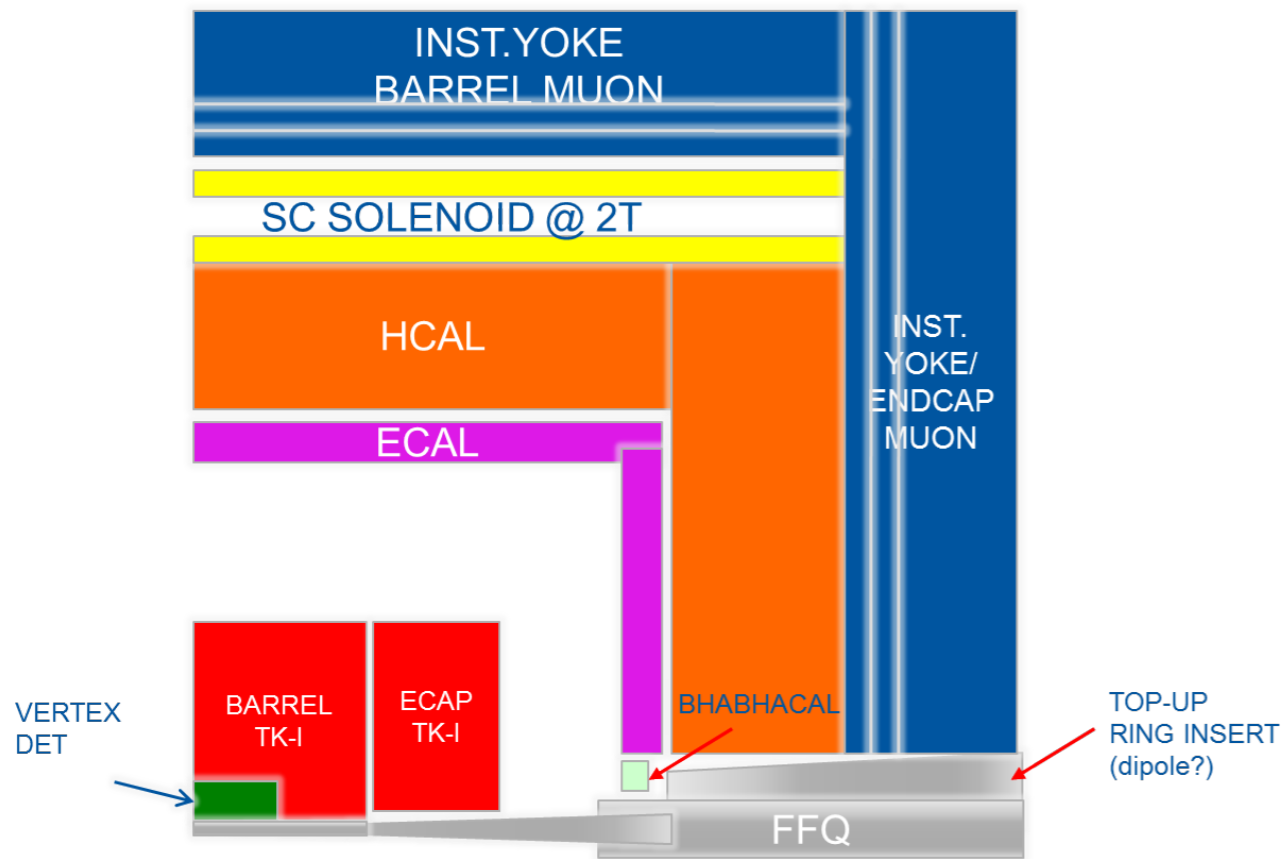 INST.YOKE
BARREL MUON
SC SOLENOID @ 2T
HCAL
INST.
YOKE/
ENDCAP
MUON
ECAL
VERTEX
DET
BARREL
TK-I
ECAP
TK-I
BHABHACAL
TOP-UP
RING INSERT
(dipole?)
FFQ